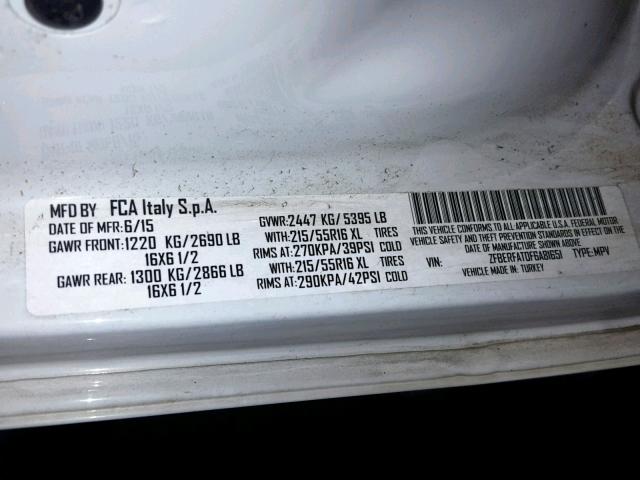 MFD BY FCA Italy S.p.A.
DATE OF MFR: 6/15
GAWR FRONT: 1220 KG/2690 LB
16X6 1/2
GAWR REAR: 1300 KG/2866 LB
16X6 1/2
GVWR: 2447 KG/ 5395 LB
WITH: 215/55R16 XL TIRES
RIMS AT: 270KPA/39PSI COLD
WITH: 215/55R16 XL TIRES
RIMS AT: 290KPA/42PSI COLD
THIS VEHICLE CONFORMS TO ALL APPLICABLE U.S.A. FEDERAL MOTOR
VEHICLE SAFETY, BUMPER AND THEFT PREVENTION STANDARDS IN EFFECT
ON THE DATE OF MANUFACTURE SHOWN ABOVE.
VIN: TYPE: MPV
VEHICLE MADE IN: TURKEY